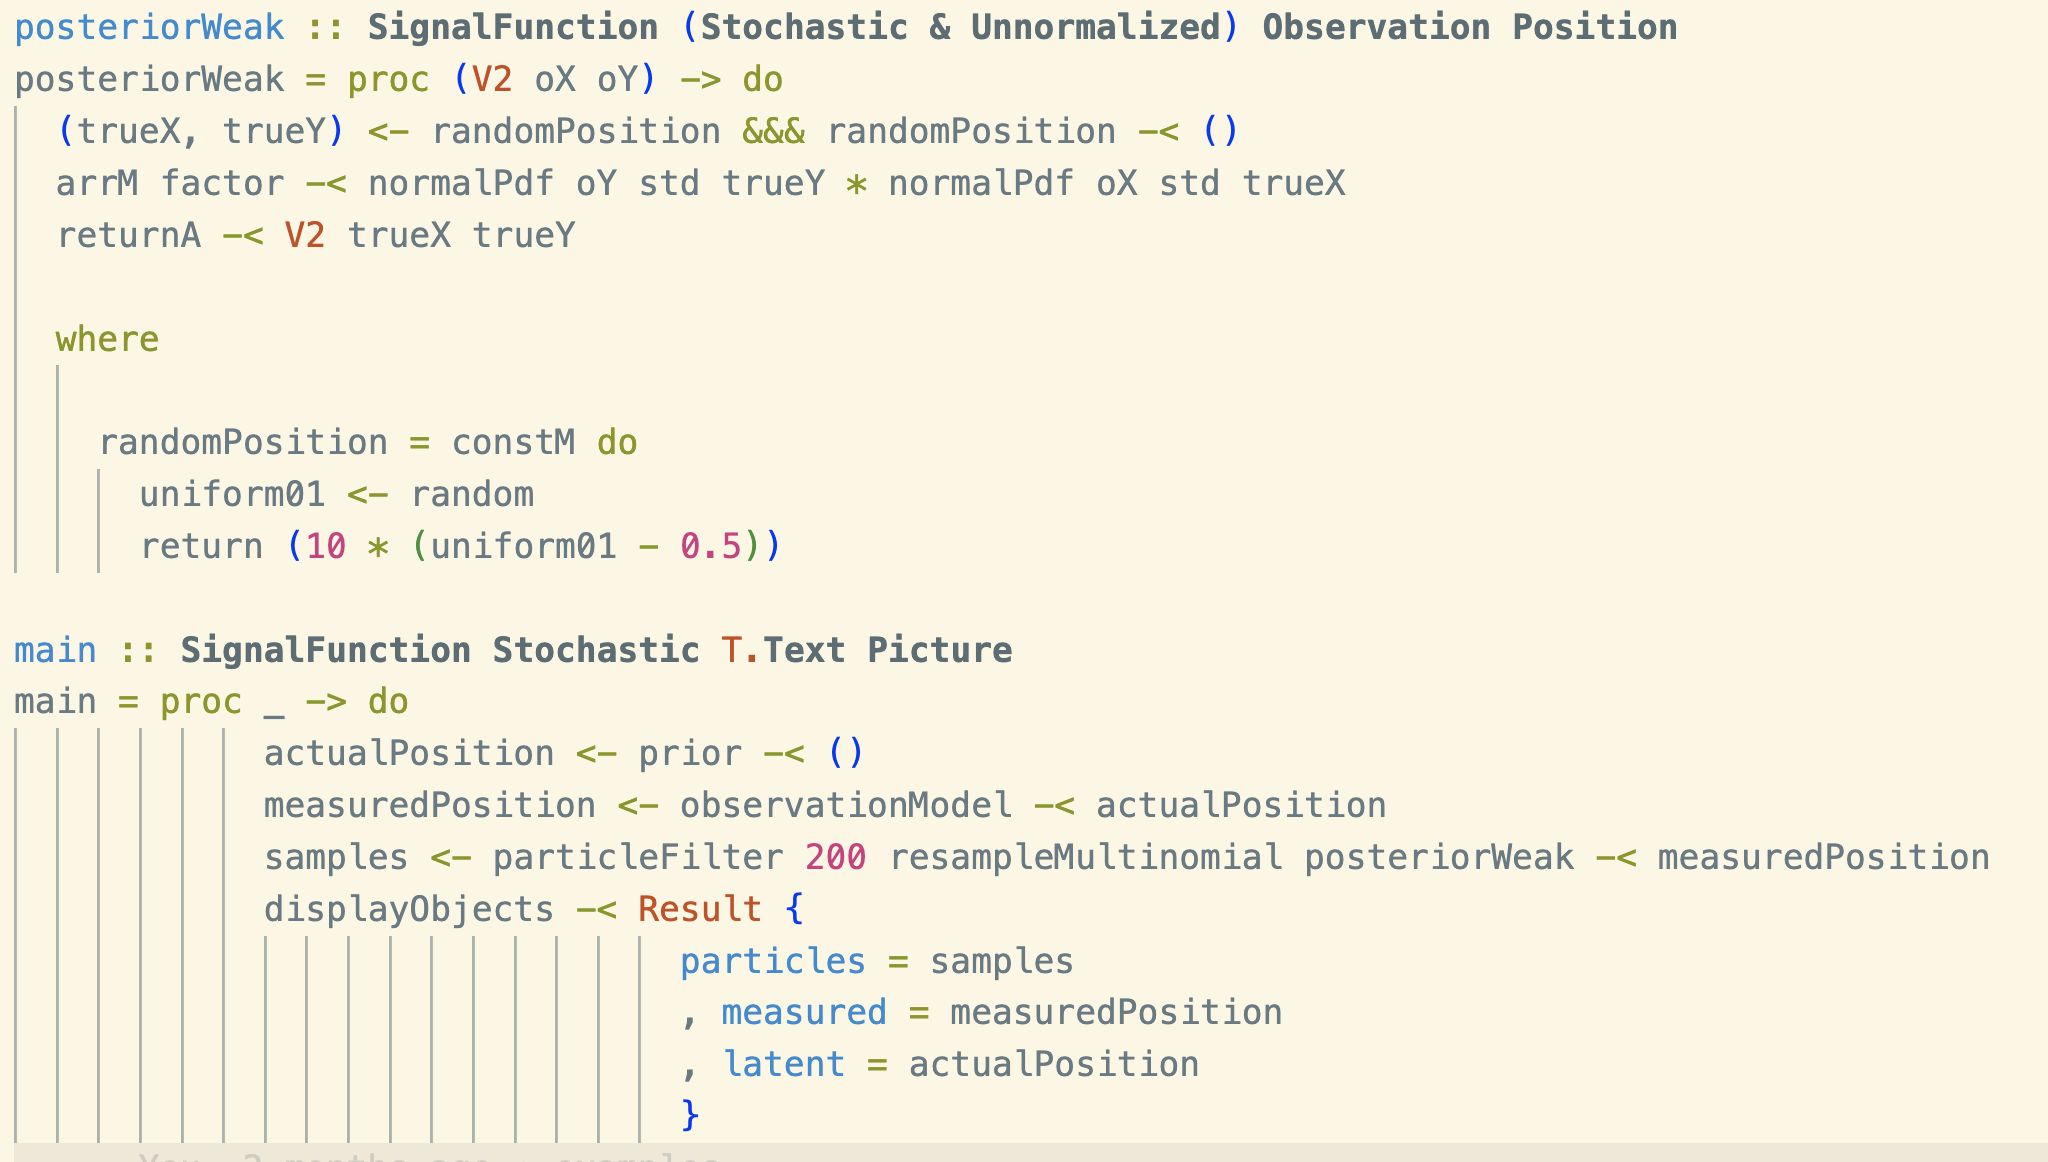 posteriorWeak :: SignalFunction (Stochastic & Unnormalized) Observation Position
posteriorWeak = proc (V2 oX oY) -> do
  (trueX, trueY) <- randomPosition &&& randomPosition -< ()
  arrM factor -< normalPdf oY std trueY * normalPdf oX std trueX
  returnA -< V2 trueX trueY
  where
    randomPosition = constM do
      uniform01 <- random
      return (10 * (uniform01 - 0.5))
main :: SignalFunction Stochastic T.Text Picture
main = proc _ -> do
            actualPosition <- prior -< ()
            measuredPosition <- observationModel -< actualPosition
            samples <- particleFilter 200 resampleMultinomial posteriorWeak -< measuredPosition
            displayObjects -< Result {
                                particles = samples
                                , measured = measuredPosition
                                , latent = actualPosition
                                }